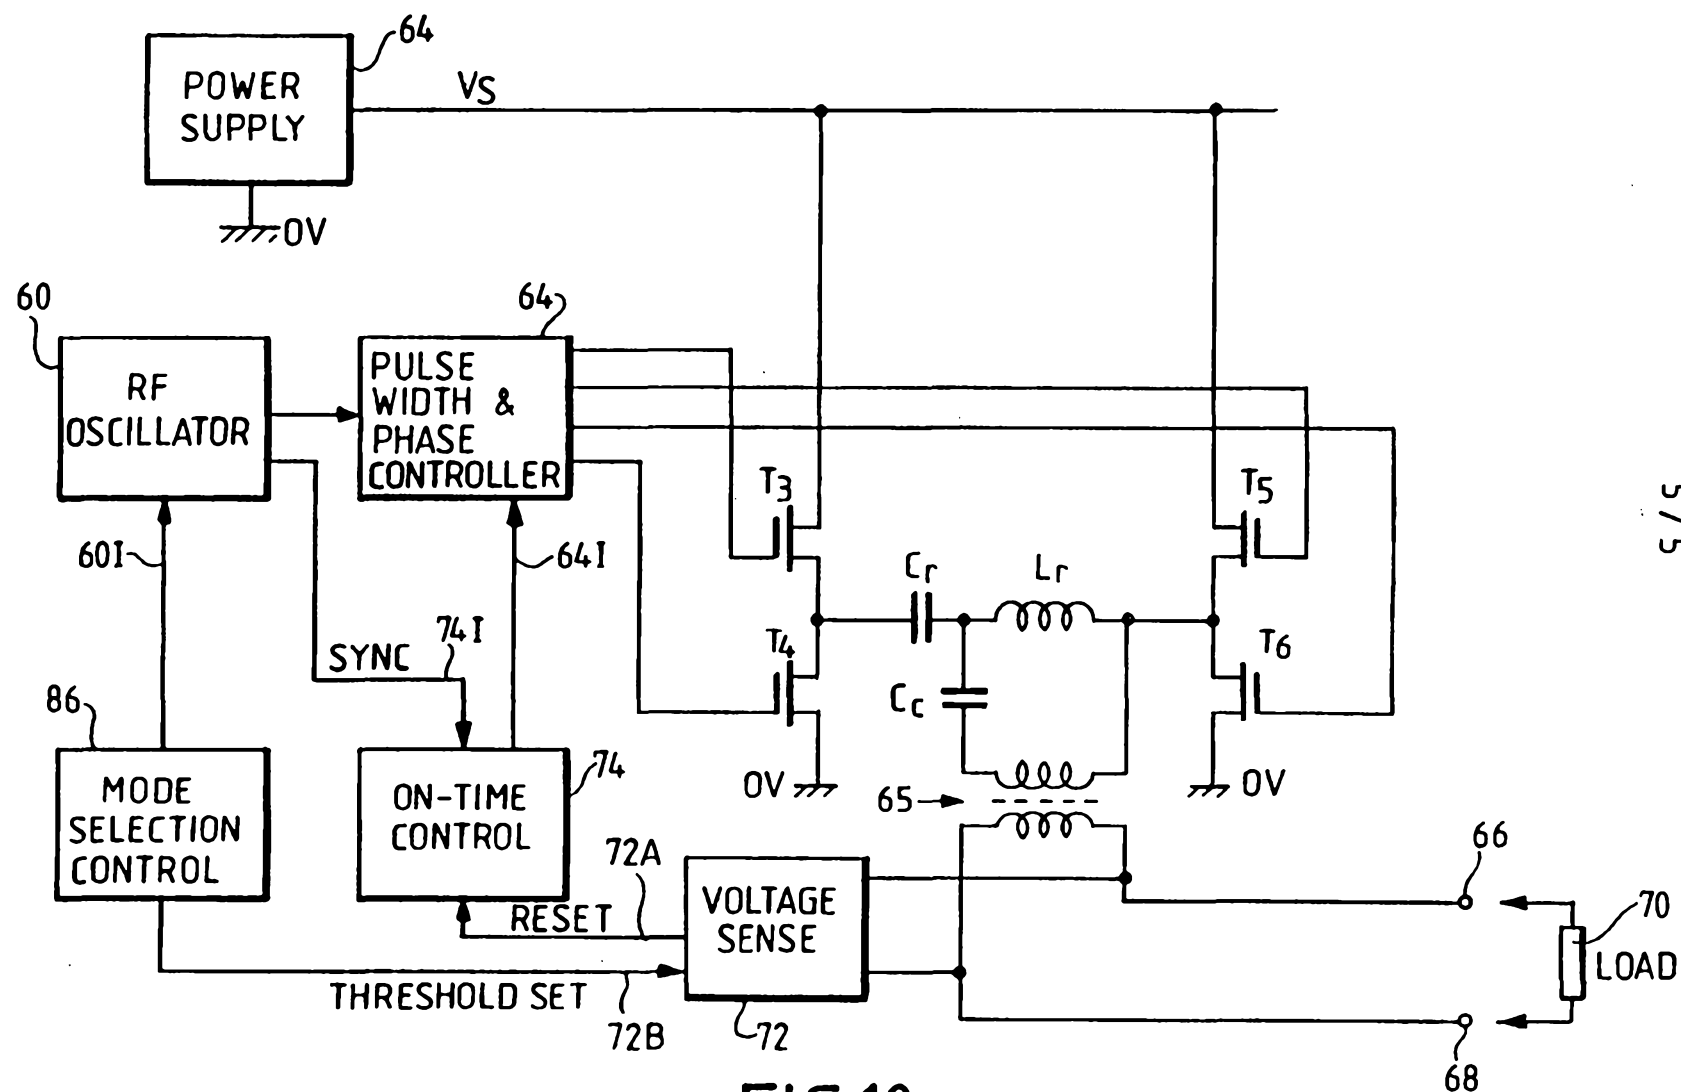 64
POWER
SUPPLY
VS
0V
60
RF
OSCILLATOR
64
PULSE
WIDTH &
PHASE
CONTROLLER
T3
T5
5/5
60I
64I
Cr
Lr
SYNC
74I
T4
T6
Cc
86
MODE
SELECTION
CONTROL
ON-TIME
CONTROL
74
0V
0V
65
72A
66
RESET
VOLTAGE
SENSE
70
LOAD
THRESHOLD SET
72B
72
68